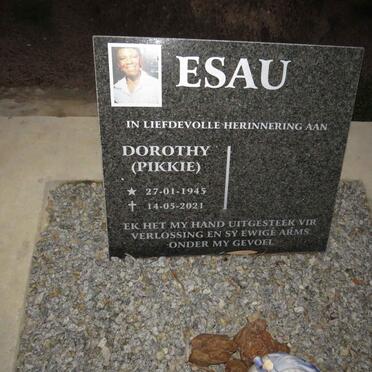 ESAU
IN LIEFDEVOLLE HERINNERING AAN
DOROTHY
(PIKKIE)
★ 27-01-1945
✝ 14-05-2021
EK HET MY HAND UITGESTEEK VIR
VERLOSSING EN SY EWIGE ARMS
ONDER MY GEVOEL